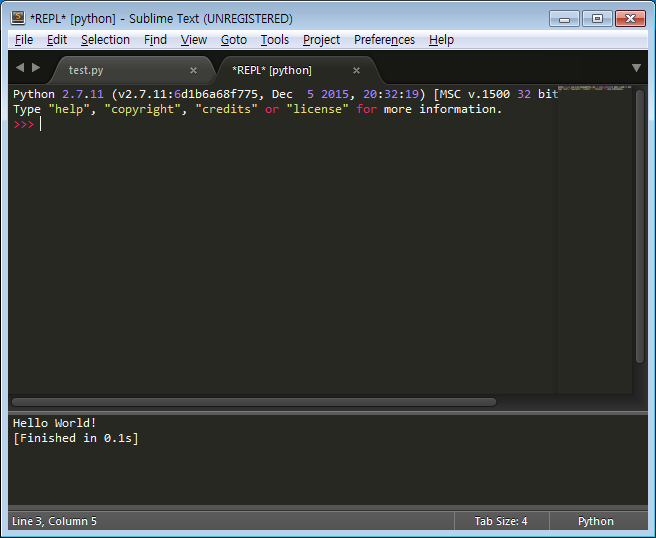 *REPL* [python] - Sublime Text (UNREGISTERED)
File Edit Selection Find View Goto Tools Project Preferences Help
test.py *REPL* [python]
Python 2.7.11 (v2.7.11:6d1b6a68f775, Dec  5 2015, 20:32:19) [MSC v.1500 32 bit
Type "help", "copyright", "credits" or "license" for more information.
>>>
Hello World!
[Finished in 0.1s]
Line 3, Column 5 Tab Size: 4 Python